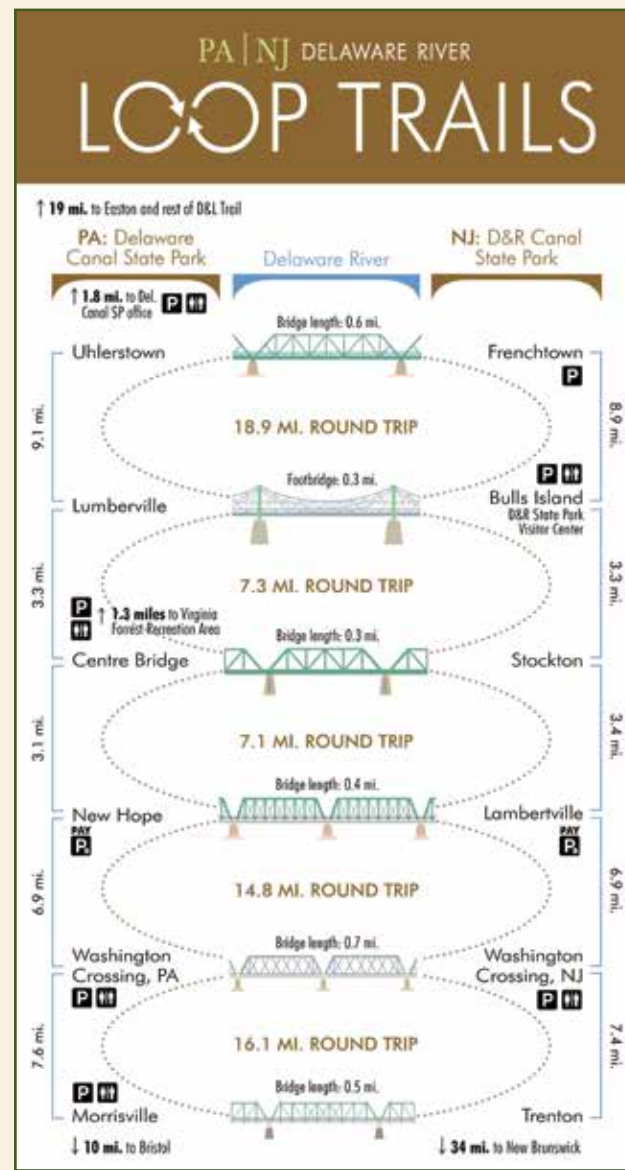 PA | NJ DELAWARE RIVER
LOOP TRAILS
↑ 19 mi. to Easton and rest of D&L Trail
PA: Delaware
Canal State Park
Delaware River
NJ: D&R Canal
State Park
↑ 1.8 mi. to Del.
Canal SP office
P
Bridge length: 0.6 mi.
Uhlerstown
Frenchtown
P
9.1 mi.
18.9 MI. ROUND TRIP
8.9 mi.
Footbridge: 0.3 mi.
P
Lumberville
Bulls Island
D&R State Park
Visitor Center
3.3 mi.
7.3 MI. ROUND TRIP
3.3 mi.
P
↑ 1.3 miles to Virginia
Forrest-Recreation Area
Bridge length: 0.3 mi.
Centre Bridge
Stockton
3.1 mi.
7.1 MI. ROUND TRIP
3.4 mi.
Bridge length: 0.4 mi.
New Hope
PAY
P$
Lambertville
PAY
P$
6.9 mi.
14.8 MI. ROUND TRIP
6.9 mi.
Bridge length: 0.7 mi.
Washington
Crossing, PA
P
Washington
Crossing, NJ
P
7.6 mi.
16.1 MI. ROUND TRIP
7.4 mi.
P
Bridge length: 0.5 mi.
Morrisville
Trenton
↓ 10 mi. to Bristol
↓ 34 mi. to New Brunswick